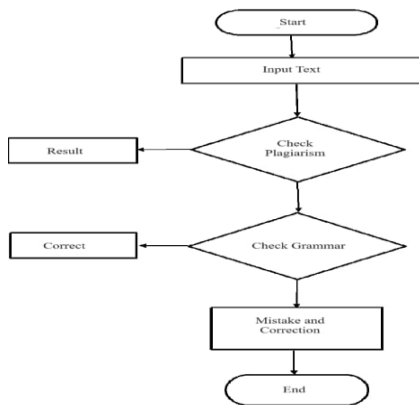 Start
Input Text
Check
Plagiarism
Result
Check Grammar
Correct
Mistake and
Correction
End